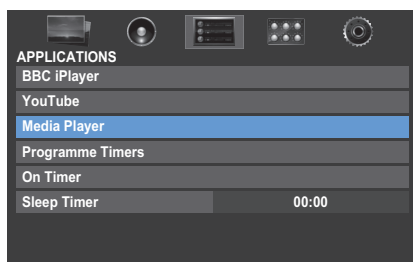 APPLICATIONS
BBC iPlayer
YouTube
Media Player
Programme Timers
On Timer
Sleep Timer 00:00